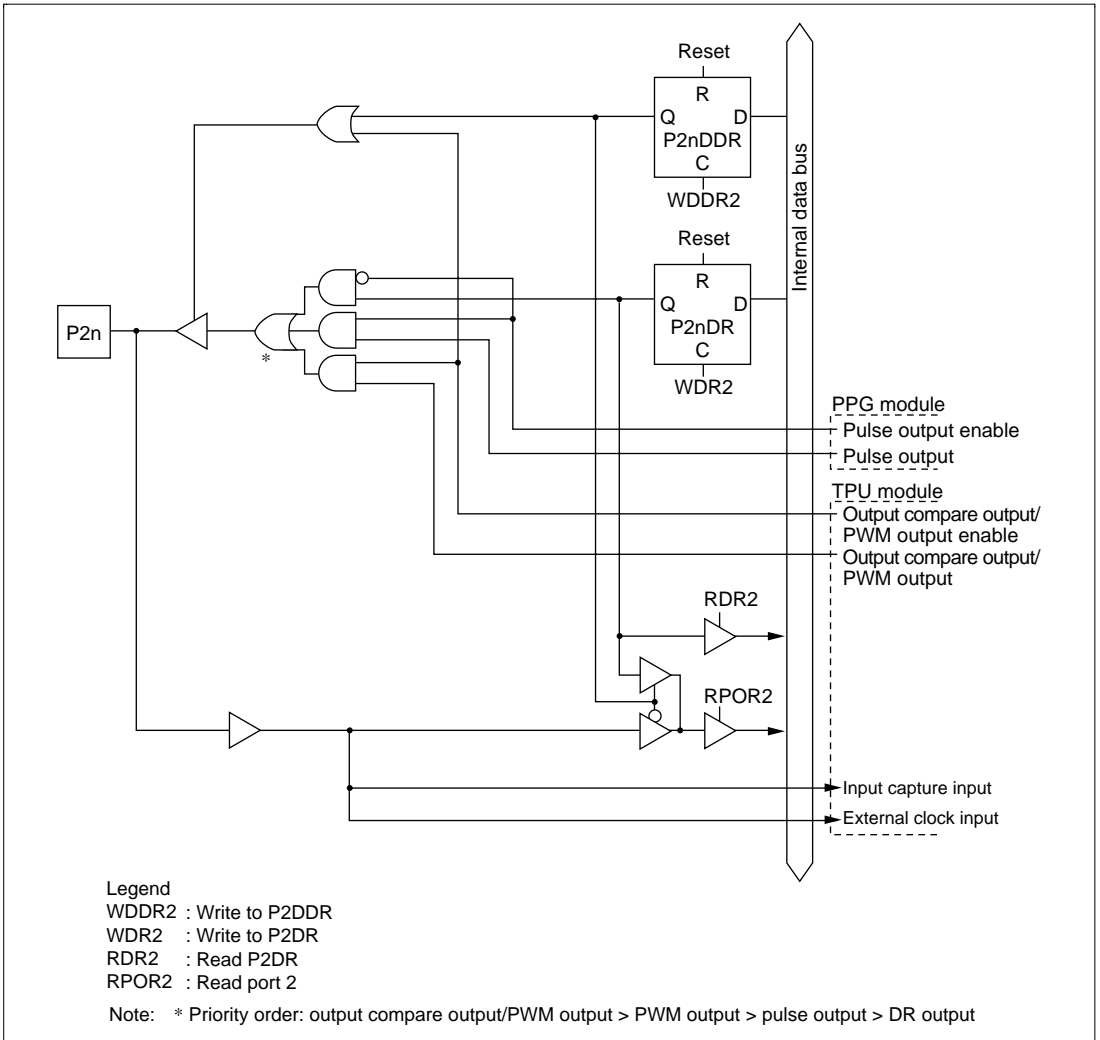 Reset
R
Q D
P2nDDR
C
WDDR2
Reset
R
Q D
P2nDR
C
WDR2
Internal data bus
P2n
*
PPG module
Pulse output enable
Pulse output
TPU module
Output compare output/
PWM output enable
Output compare output/
PWM output
RDR2
RPOR2
Input capture input
External clock input
Legend
WDDR2 : Write to P2DDR
WDR2 : Write to P2DR
RDR2 : Read P2DR
RPOR2 : Read port 2
Note: * Priority order: output compare output/PWM output > PWM output > pulse output > DR output